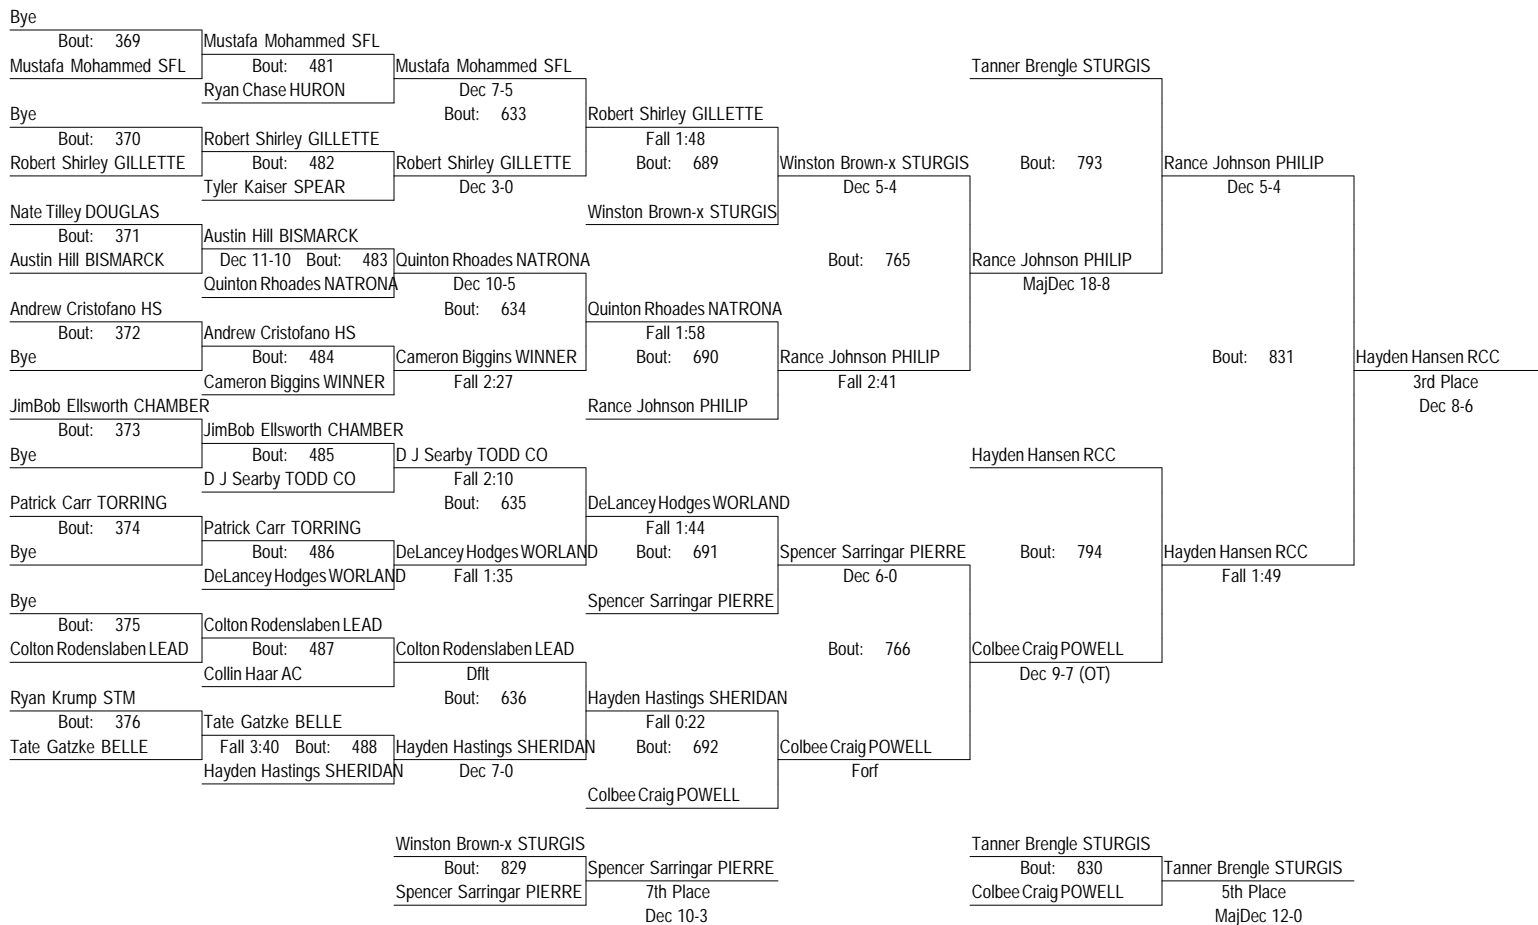 Bye
Bout: 369
Mustafa Mohammed SFL
Bye
Bout: 370
Robert Shirley GILLETTE
Nate Tilley DOUGLAS
Bout: 371
Austin Hill BISMARCK
Andrew Cristofano HS
Bout: 372
Bye
JimBob Ellsworth CHAMBER
Bout: 373
Bye
Patrick Carr TORRING
Bout: 374
Bye
Bye
Bout: 375
Colton Rodenslaben LEAD
Ryan Krump STM
Bout: 376
Tate Gatzke BELLE
Mustafa Mohammed SFL
Bout: 481
Ryan Chase HURON
Robert Shirley GILLETTE
Bout: 482
Tyler Kaiser SPEAR
Austin Hill BISMARCK
Dec 11-10 Bout: 483
Quinton Rhoades NATRONA
Andrew Cristofano HS
Bout: 484
Cameron Biggins WINNER
JimBob Ellsworth CHAMBER
Bout: 485
D J Searby TODD CO
Patrick Carr TORRING
Bout: 486
DeLancey Hodges WORLAND
Colton Rodenslaben LEAD
Bout: 487
Collin Haar AC
Tate Gatzke BELLE
Fall 3:40 Bout: 488
Hayden Hastings SHERIDAN
Mustafa Mohammed SFL
Dec 7-5
Bout: 633
Robert Shirley GILLETTE
Dec 3-0
Quinton Rhoades NATRONA
Dec 10-5
Bout: 634
Cameron Biggins WINNER
Fall 2:27
D J Searby TODD CO
Fall 2:10
Bout: 635
DeLancey Hodges WORLAND
Fall 1:35
Colton Rodenslaben LEAD
Dflt
Bout: 636
Hayden Hastings SHERIDAN
Dec 7-0
Robert Shirley GILLETTE
Fall 1:48
Bout: 689
Winston Brown-x STURGIS
Quinton Rhoades NATRONA
Fall 1:58
Bout: 690
Rance Johnson PHILIP
DeLancey Hodges WORLAND
Fall 1:44
Bout: 691
Spencer Sarringar PIERRE
Hayden Hastings SHERIDAN
Fall 0:22
Bout: 692
Colbee Craig POWELL
Winston Brown-x STURGIS
Dec 5-4
Bout: 765
Rance Johnson PHILIP
Fall 2:41
Spencer Sarringar PIERRE
Dec 6-0
Bout: 766
Colbee Craig POWELL
Forf
Tanner Brengle STURGIS
Bout: 793
Rance Johnson PHILIP
MajDec 18-8
Hayden Hansen RCC
Bout: 794
Colbee Craig POWELL
Dec 9-7 (OT)
Rance Johnson PHILIP
Dec 5-4
Bout: 831
Hayden Hansen RCC
Fall 1:49
Hayden Hansen RCC
3rd Place
Dec 8-6
Winston Brown-x STURGIS
Bout: 829
Spencer Sarringar PIERRE
Spencer Sarringar PIERRE
7th Place
Dec 10-3
Tanner Brengle STURGIS
Bout: 830
Colbee Craig POWELL
Tanner Brengle STURGIS
5th Place
MajDec 12-0